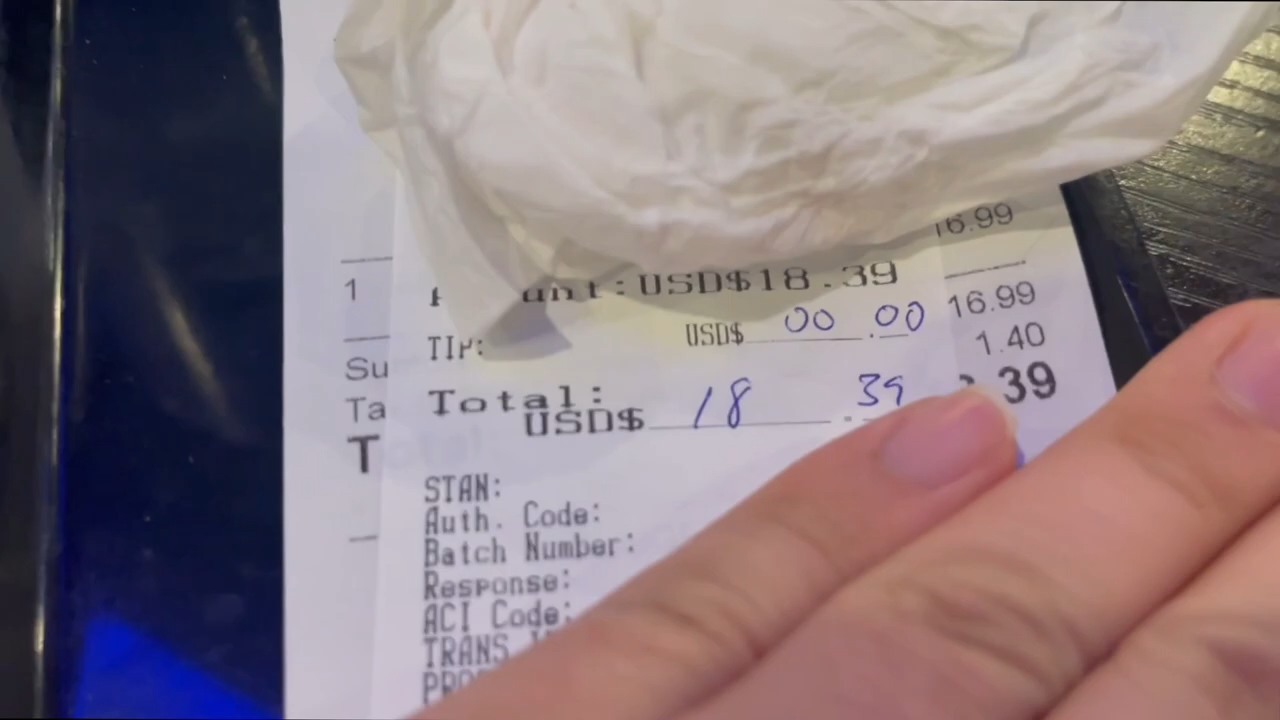 16.99
1 unt:USD$18.39
TIP: USD$ 00.00 16.99
Su 1.40
Ta Total: 39
USD$ 18.39
T
STAN:
Auth. Code:
Batch Number:
Response:
ACI Code:
TRANS